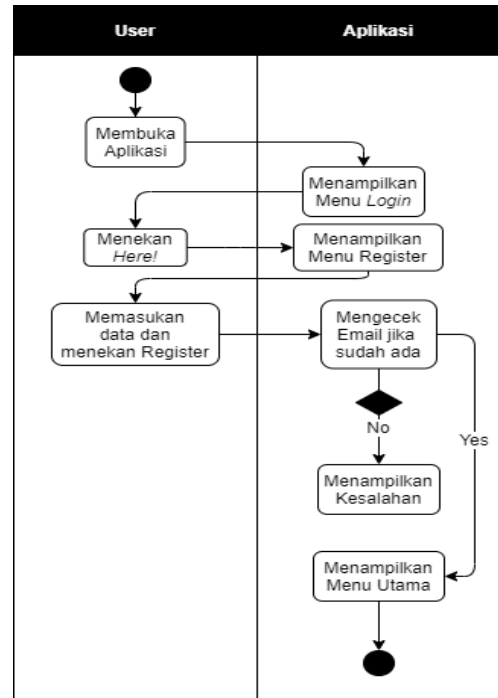 User
Aplikasi
Membuka
Aplikasi
Menampilkan
Menu Login
Menekan
Here!
Menampilkan
Menu Register
Memasukan
data dan
menekan Register
Mengecek
Email jika
sudah ada
No
Yes
Menampilkan
Kesalahan
Menampilkan
Menu Utama